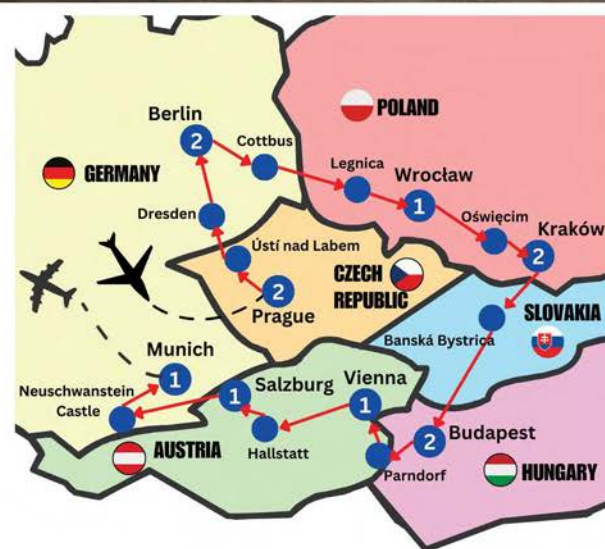 POLAND
Berlin
2
Cottbus
GERMANY
Legnica
Wrocław
1
Oświęcim
Kraków
2
Dresden
Ústí nad Labem
CZECH
REPUBLIC
2
Prague
SLOVAKIA
Banská Bystrica
Munich
1
Neuschwanstein
Castle
Salzburg
1
Vienna
1
Budapest
2
Hallstatt
Parndorf
AUSTRIA
HUNGARY